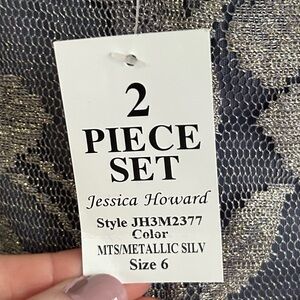 2
PIECE
SET
Jessica Howard
Style JH3M2377
Color
MTS/METALLIC SILV
Size 6